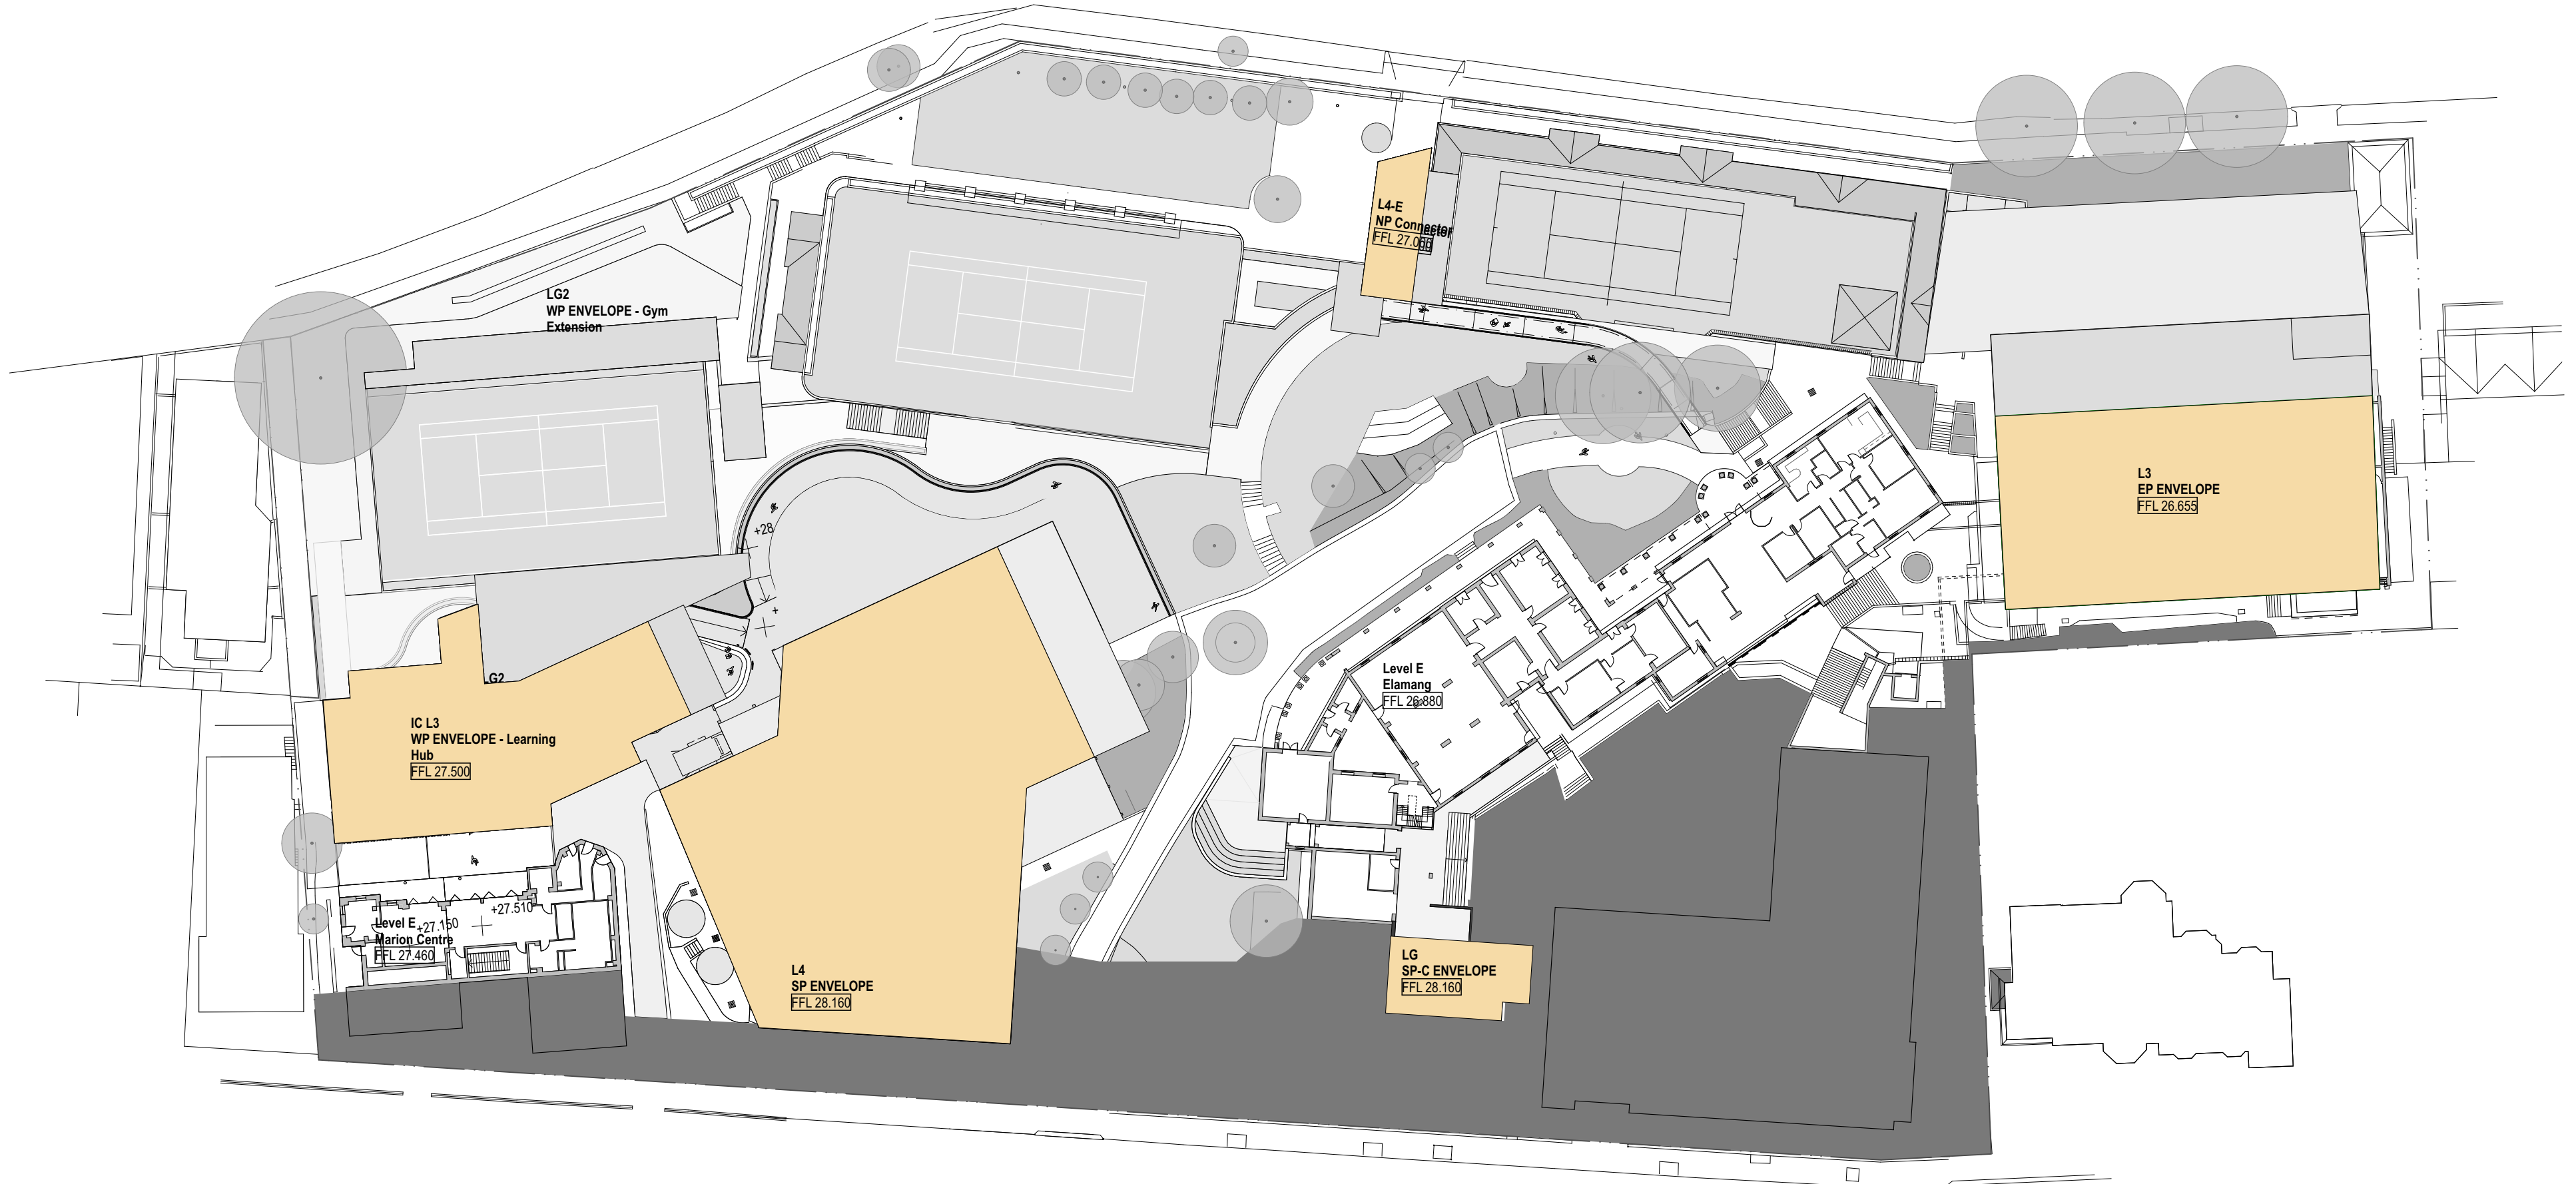 L4-E
NP Connector
FFL 27.0
LG2
WP ENVELOPE - Gym
Extension
L3
EP ENVELOPE
FFL 26.655
+28
+
G2
Level E
Elamang
FFL 26.880
IC L3
WP ENVELOPE - Learning
Hub
FFL 27.500
+27.510
Level E
+27.150
Marion Centre
FFL 27.460
LG
SP-C ENVELOPE
FFL 28.160
L4
SP ENVELOPE
FFL 28.160